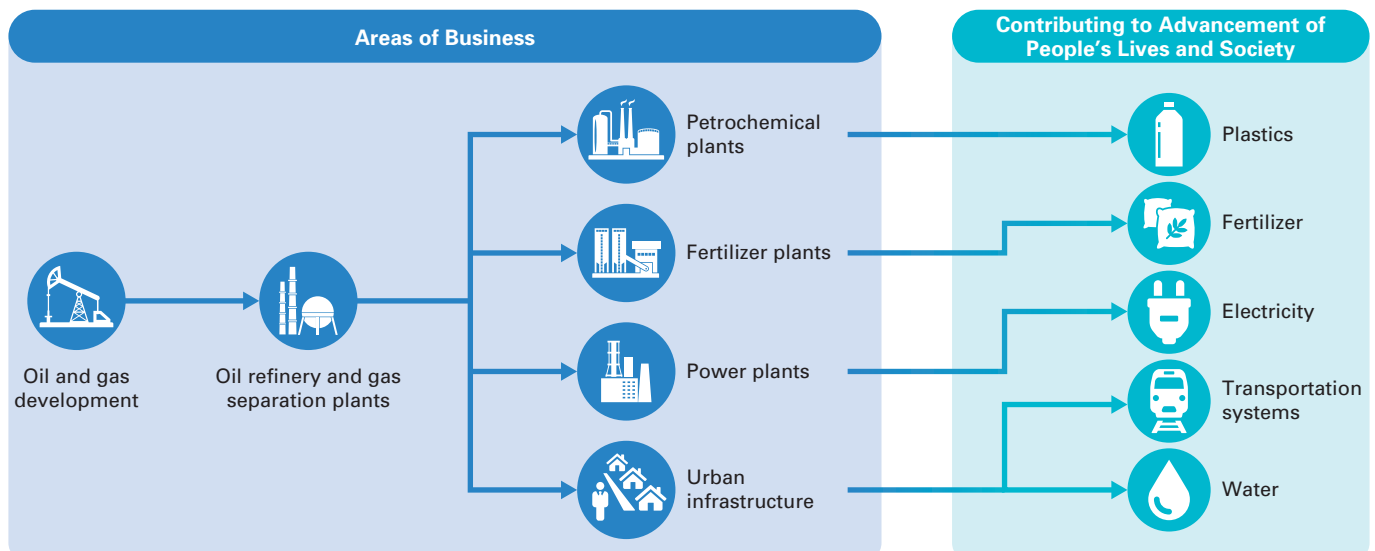 Areas of Business
Contributing to Advancement of
People's Lives and Society
Oil and gas
development
Oil refinery and gas
separation plants
Petrochemical
plants
Fertilizer plants
Power plants
Urban
infrastructure
Plastics
Fertilizer
Electricity
Transportation
systems
Water